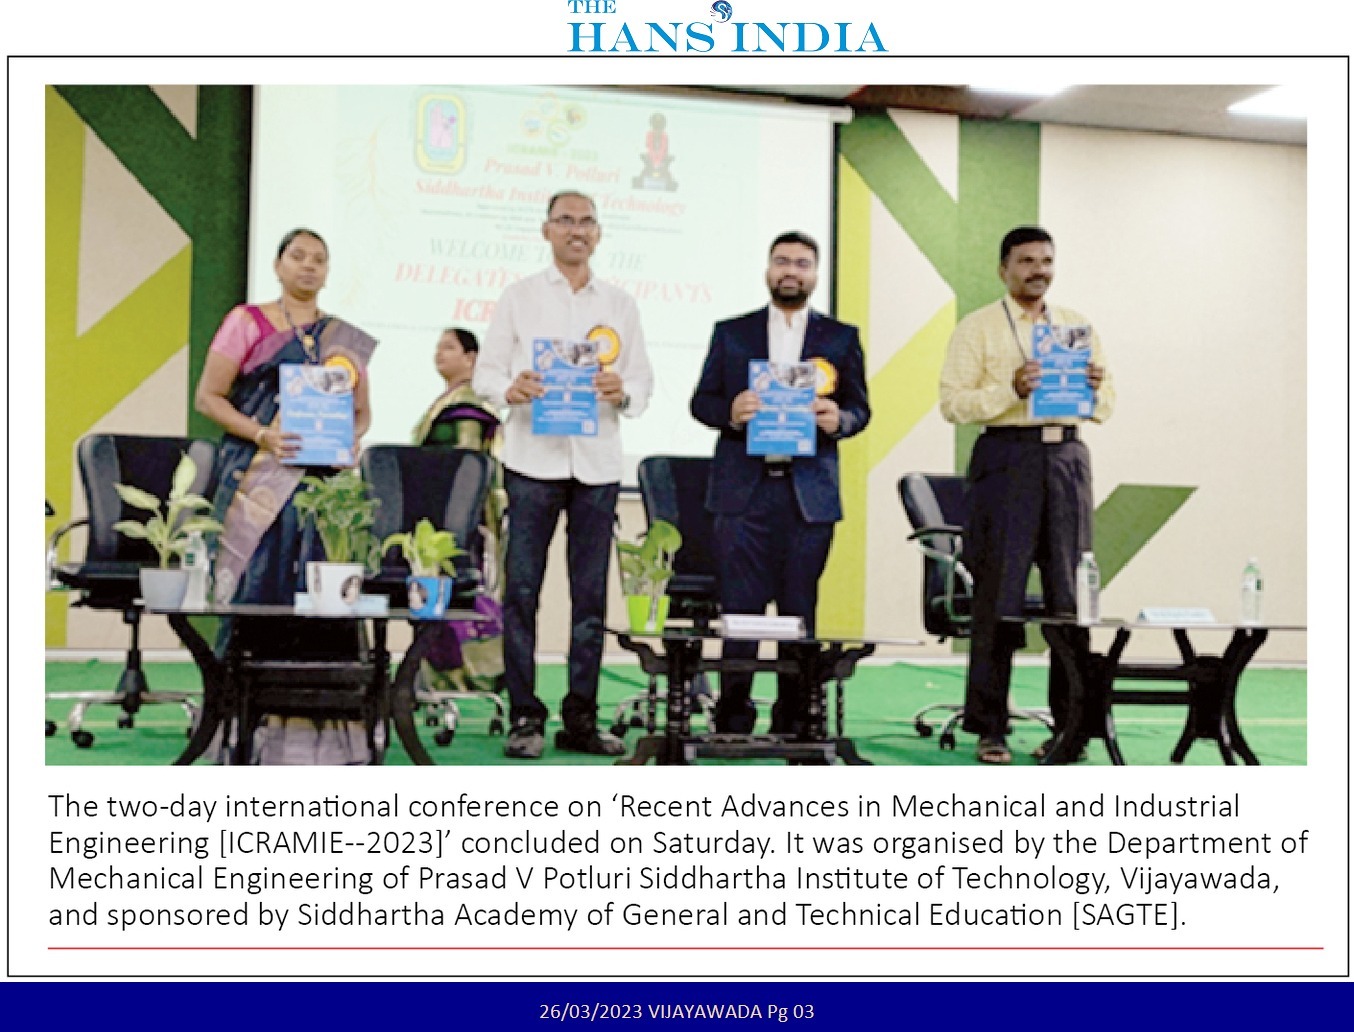 THE
HANS INDIA
ICRAMIE - 2023
Prasad V. Potluri
Siddhartha Institute of Technology
WELCOME THE
DELEGATES PARTICIPANTS
ICR
The two-day international conference on ‘Recent Advances in Mechanical and Industrial
Engineering [ICRAMIE--2023]’ concluded on Saturday. It was organised by the Department of
Mechanical Engineering of Prasad V Potluri Siddhartha Institute of Technology, Vijayawada,
and sponsored by Siddhartha Academy of General and Technical Education [SAGTE].
26/03/2023 VIJAYAWADA Pg 03